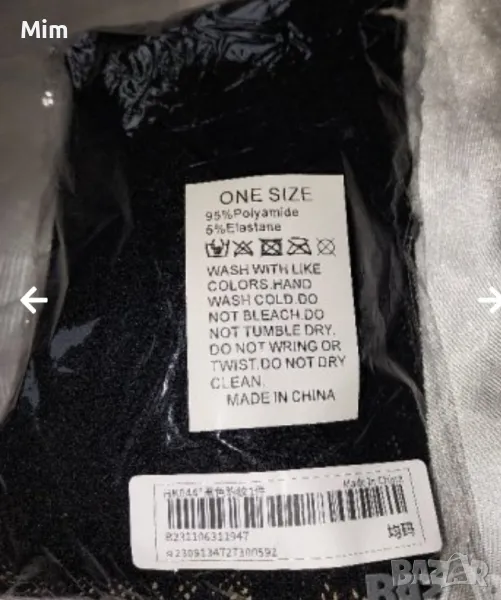 Mim
ONE SIZE
95%Polyamide
5%Elastane
WASH WITH LIKE
COLORS.HAND
WASH COLD.DO
NOT BLEACH.DO
NOT TUMBLE DRY.
DO NOT WRING OR
TWIST.DO NOT DRY
CLEAN.
MADE IN CHINA
Made In China
B231106311947
均码
BAZAR